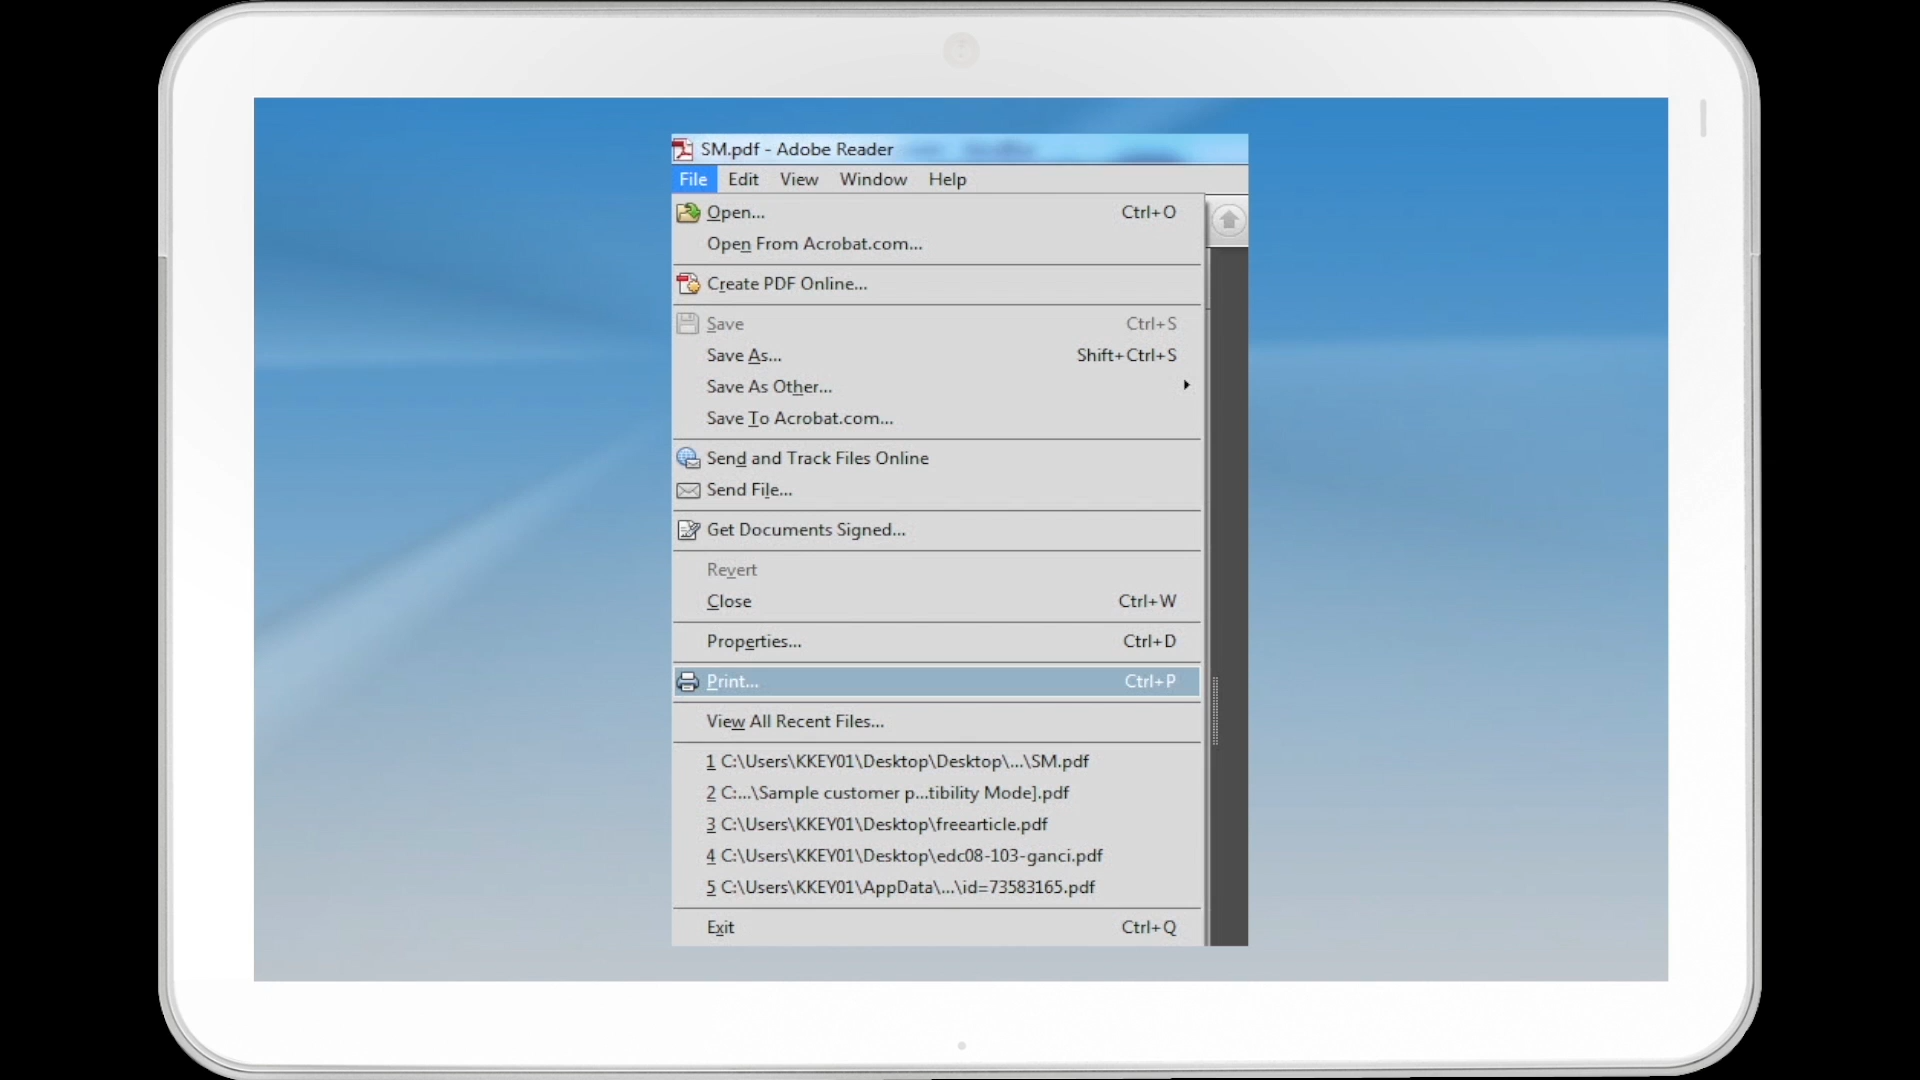 SM.pdf - Adobe Reader
File Edit View Window Help
Open... Ctrl+O
Open From Acrobat.com...
Create PDF Online...
Save Ctrl+S
Save As... Shift+Ctrl+S
Save As Other...
Save To Acrobat.com...
Send and Track Files Online
Send File...
Get Documents Signed...
Revert
Close Ctrl+W
Properties... Ctrl+D
Print... Ctrl+P
View All Recent Files...
1 C:\Users\KKEY01\Desktop\Desktop\...\SM.pdf
2 C:...\Sample customer p...tibility Mode].pdf
3 C:\Users\KKEY01\Desktop\freearticle.pdf
4 C:\Users\KKEY01\Desktop\edc08-103-ganci.pdf
5 C:\Users\KKEY01\AppData\...\id=73583165.pdf
Exit Ctrl+Q